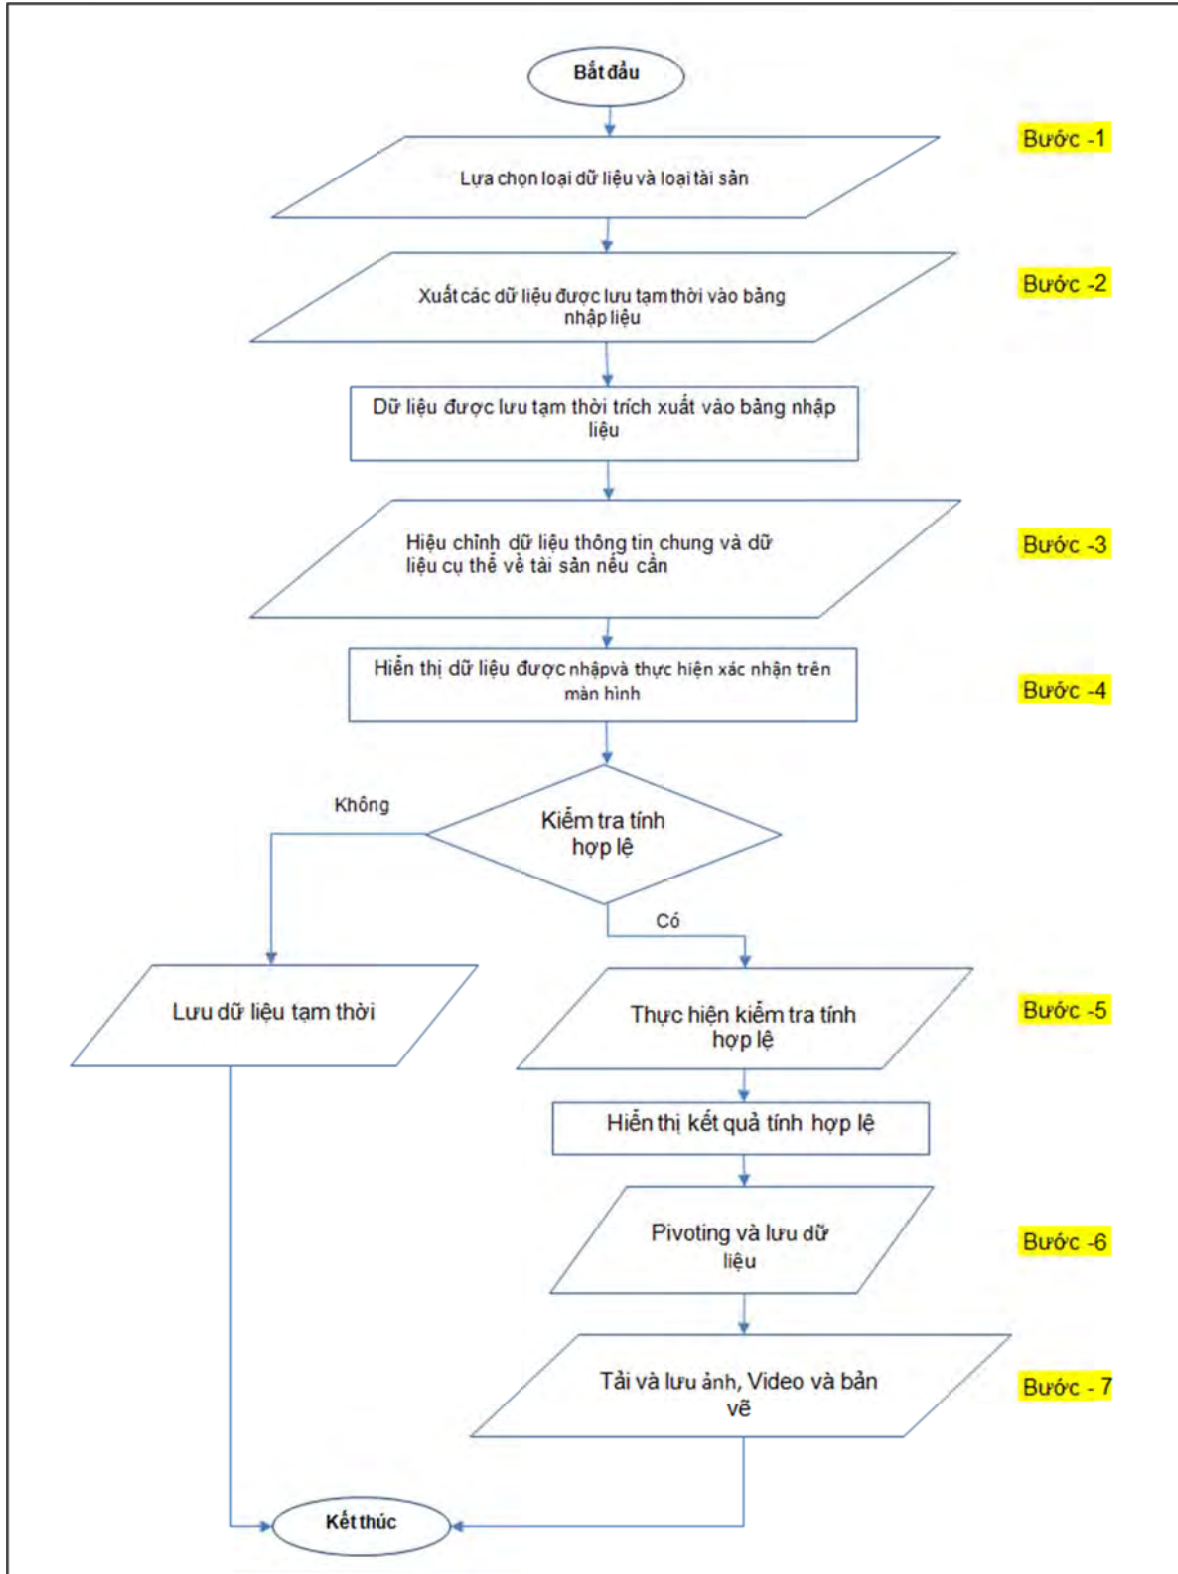 Bắt đầu
Bước -1
Lựa chọn loại dữ liệu và loại tài sản
Bước -2
Xuất các dữ liệu được lưu tạm thời vào bảng
nhập liệu
Dữ liệu được lưu tạm thời trích xuất vào bảng nhập
liệu
Bước -3
Hiệu chỉnh dữ liệu thông tin chung và dữ
liệu cụ thể về tài sản nếu cần
Hiển thị dữ liệu được nhậpvà thực hiện xác nhận trên
màn hình
Bước -4
Không
Kiểm tra tính
hợp lệ
Có
Lưu dữ liệu tạm thời
Thực hiện kiểm tra tính
hợp lệ
Bước -5
Hiển thị kết quả tính hợp lệ
Pivoting và lưu dữ
liệu
Bước -6
Tải và lưu ảnh, Video và bản
vẽ
Bước - 7
Kết thúc